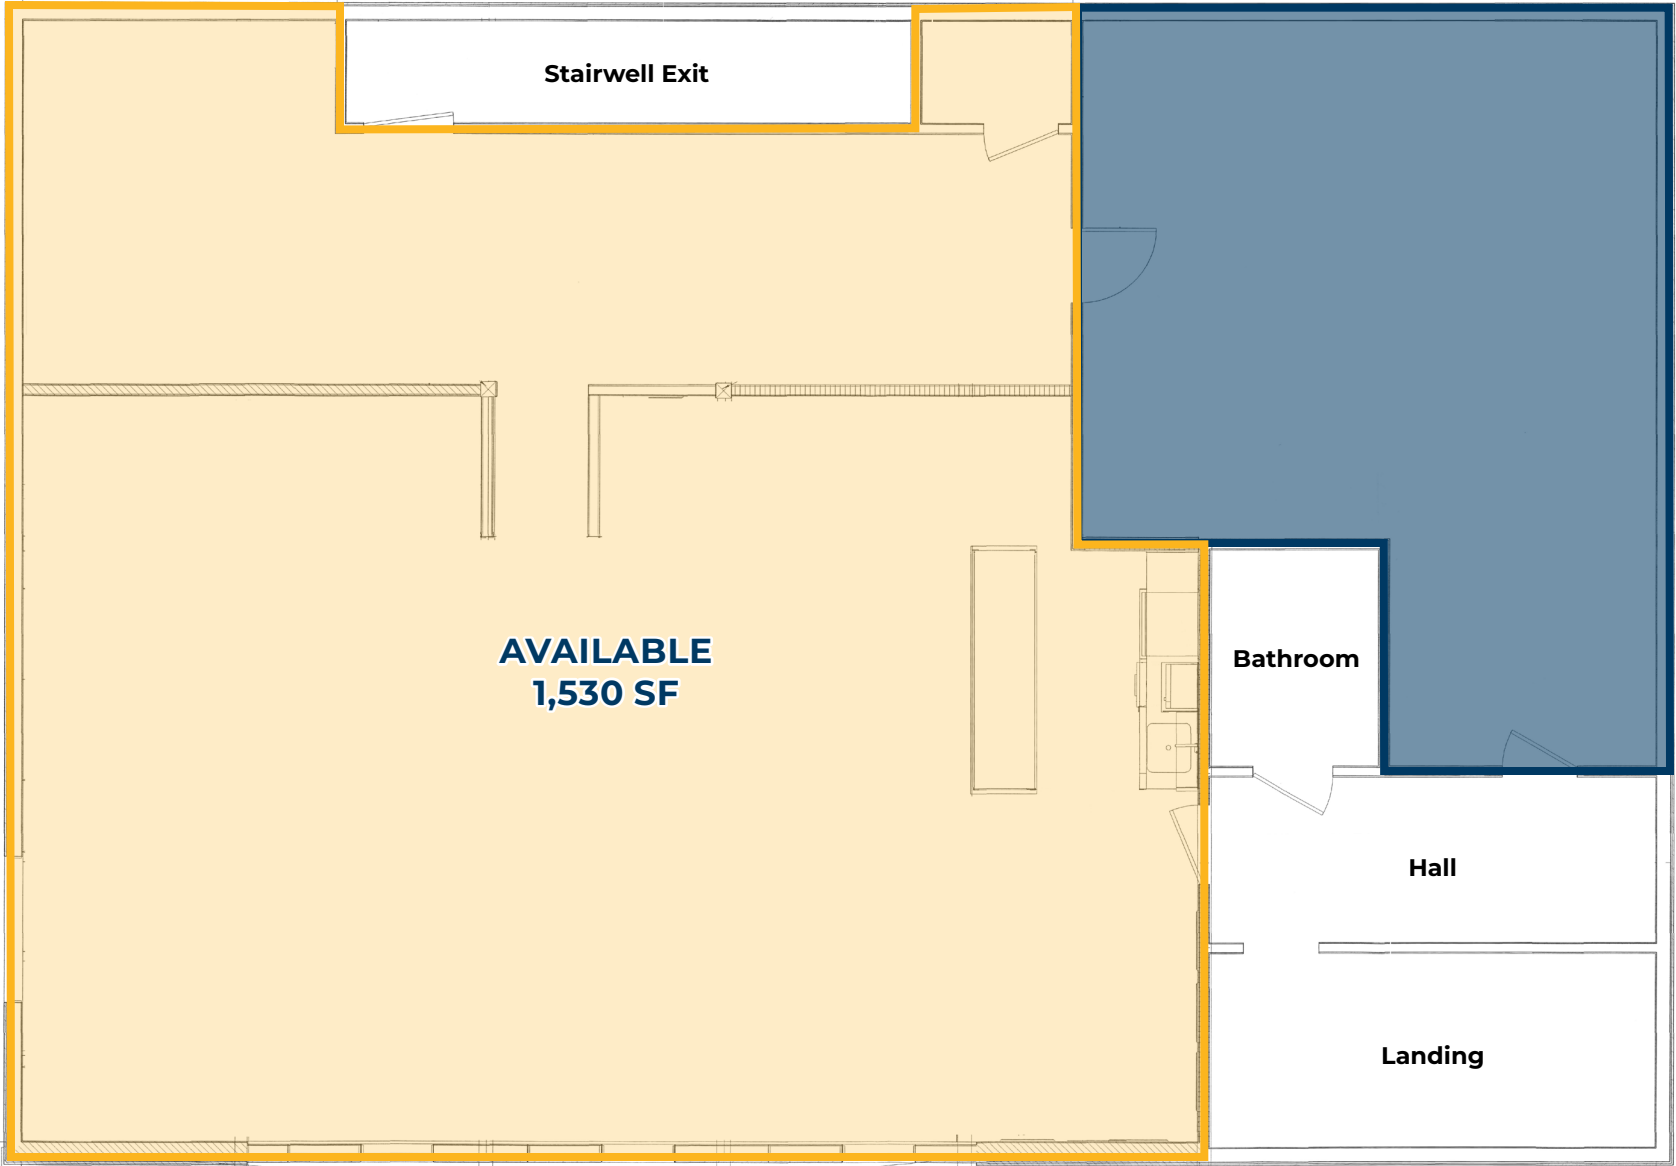 Stairwell Exit
AVAILABLE
1,530 SF
Bathroom
Hall
Landing